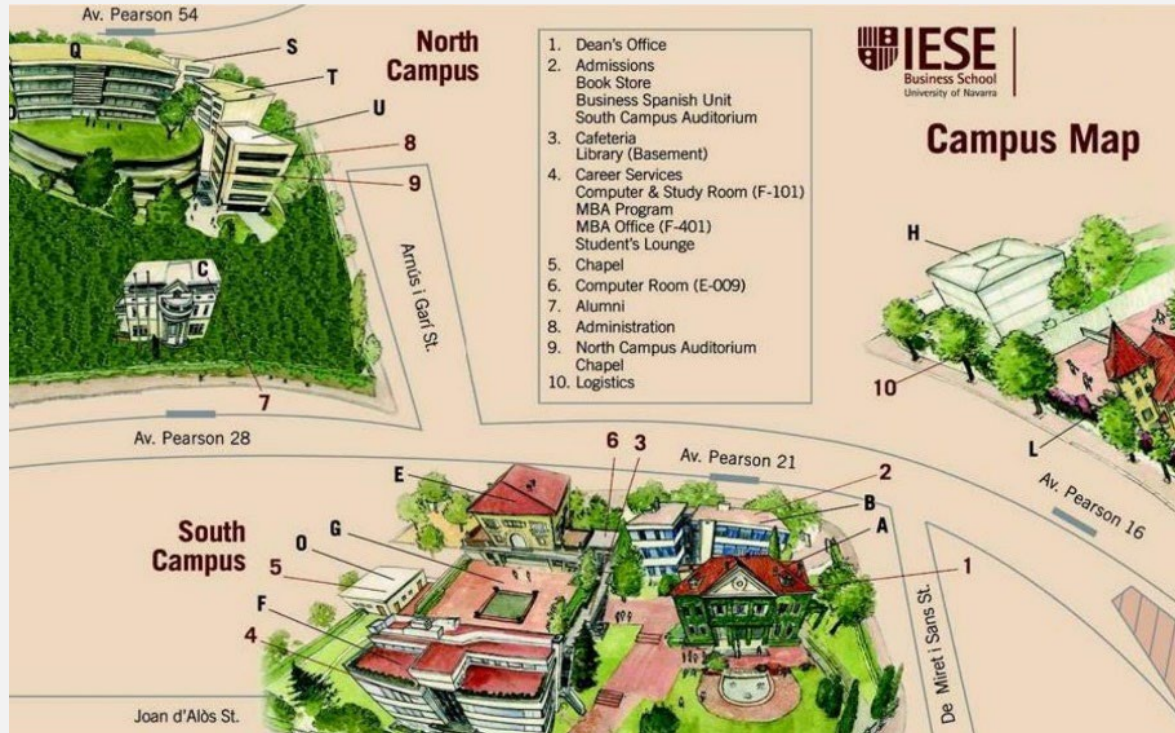 Av. Pearson 54
Q
S
T
U
8
9
North
Campus
1. Dean's Office
2. Admissions
Book Store
Business Spanish Unit
South Campus Auditorium
3. Cafeteria
Library (Basement)
4. Career Services
Computer & Study Room (F-101)
MBA Program
MBA Office (F-401)
Student's Lounge
5. Chapel
6. Computer Room (E-009)
7. Alumni
8. Administration
9. North Campus Auditorium
Chapel
10. Logistics
IESE
Business School
University of Navarra
Campus Map
H
10
L
Av. Pearson 16
C
7
Arnús i Garí St.
Av. Pearson 28
6
3
Av. Pearson 21
2
B
A
1
De Miret i Sans St.
South
Campus
E
G
O
5
F
4
Joan d'Alòs St.